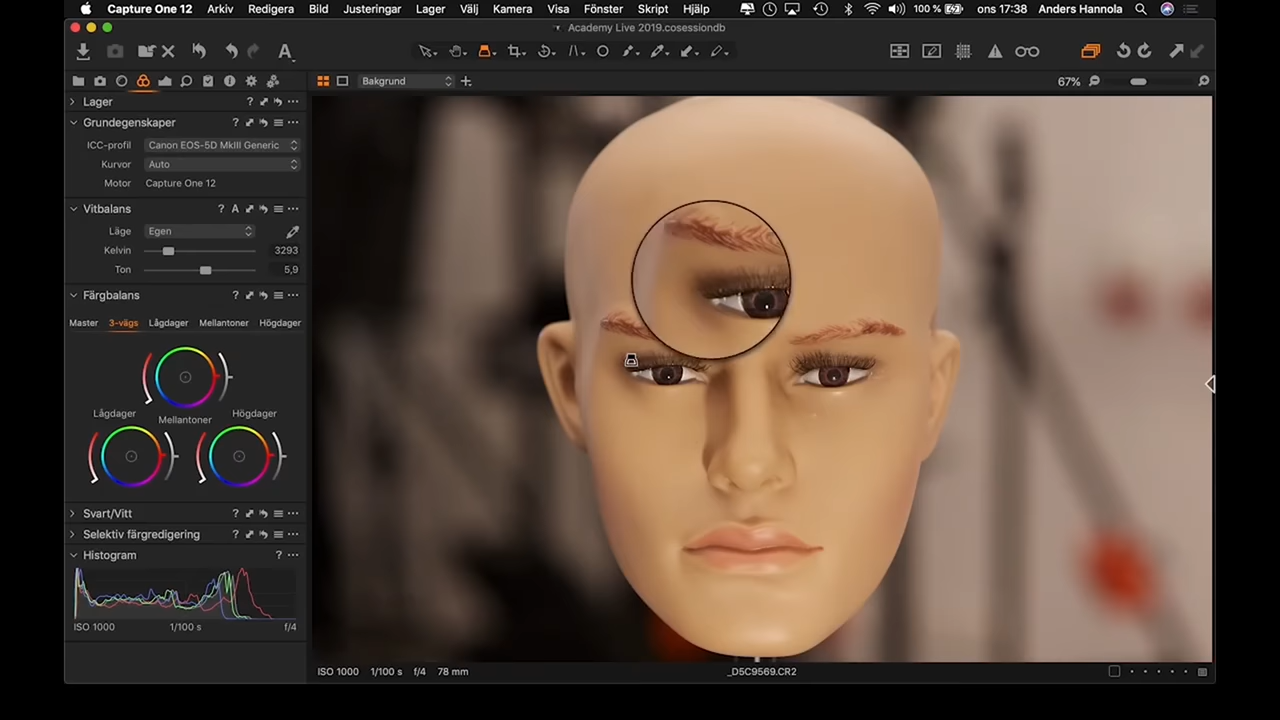 Capture One 12 Arkiv Redigera Bild Justeringar Lager Välj Kamera Visa Fönster Skript Hjälp 100 % ons 17:38 Anders Hannola
Academy Live 2019.cosessiondb
Bakgrund
67%
Lager
Grundegenskaper
ICC-profil Canon EOS-5D MkIII Generic
Kurvor Auto
Motor Capture One 12
Vitbalans
Läge Egen
Kelvin 3293
Ton 5,9
Färgbalans
Master 3-vägs Lågdager Mellantoner Högdager
Lågdager Mellantoner Högdager
Svart/Vitt
Selektiv färgredigering
Histogram
ISO 1000 1/100 s f/4
ISO 1000 1/100 s f/4 78 mm
_D5C9569.CR2